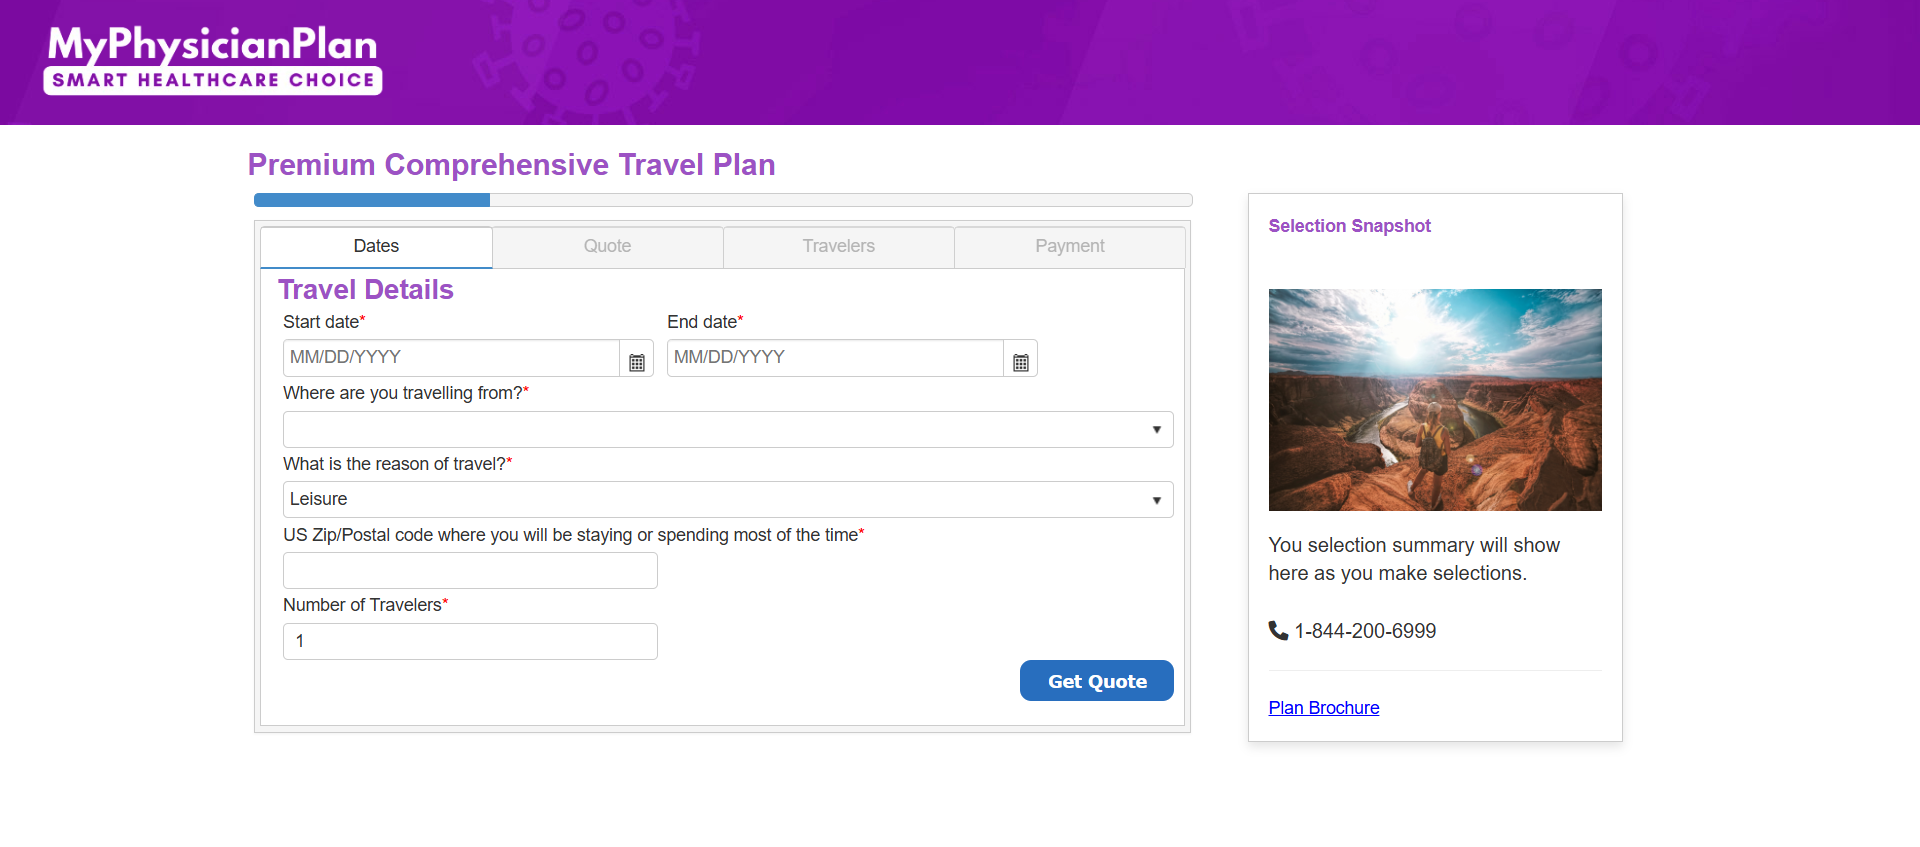 MyPhysicianPlan
SMART HEALTHCARE CHOICE
Premium Comprehensive Travel Plan
Dates
Quote
Travelers
Payment
Travel Details
Start date*
End date*
MM/DD/YYYY
MM/DD/YYYY
Where are you travelling from?*
What is the reason of travel?*
Leisure
US Zip/Postal code where you will be staying or spending most of the time*
Number of Travelers*
1
Get Quote
Selection Snapshot
You selection summary will show
here as you make selections.
1-844-200-6999
Plan Brochure